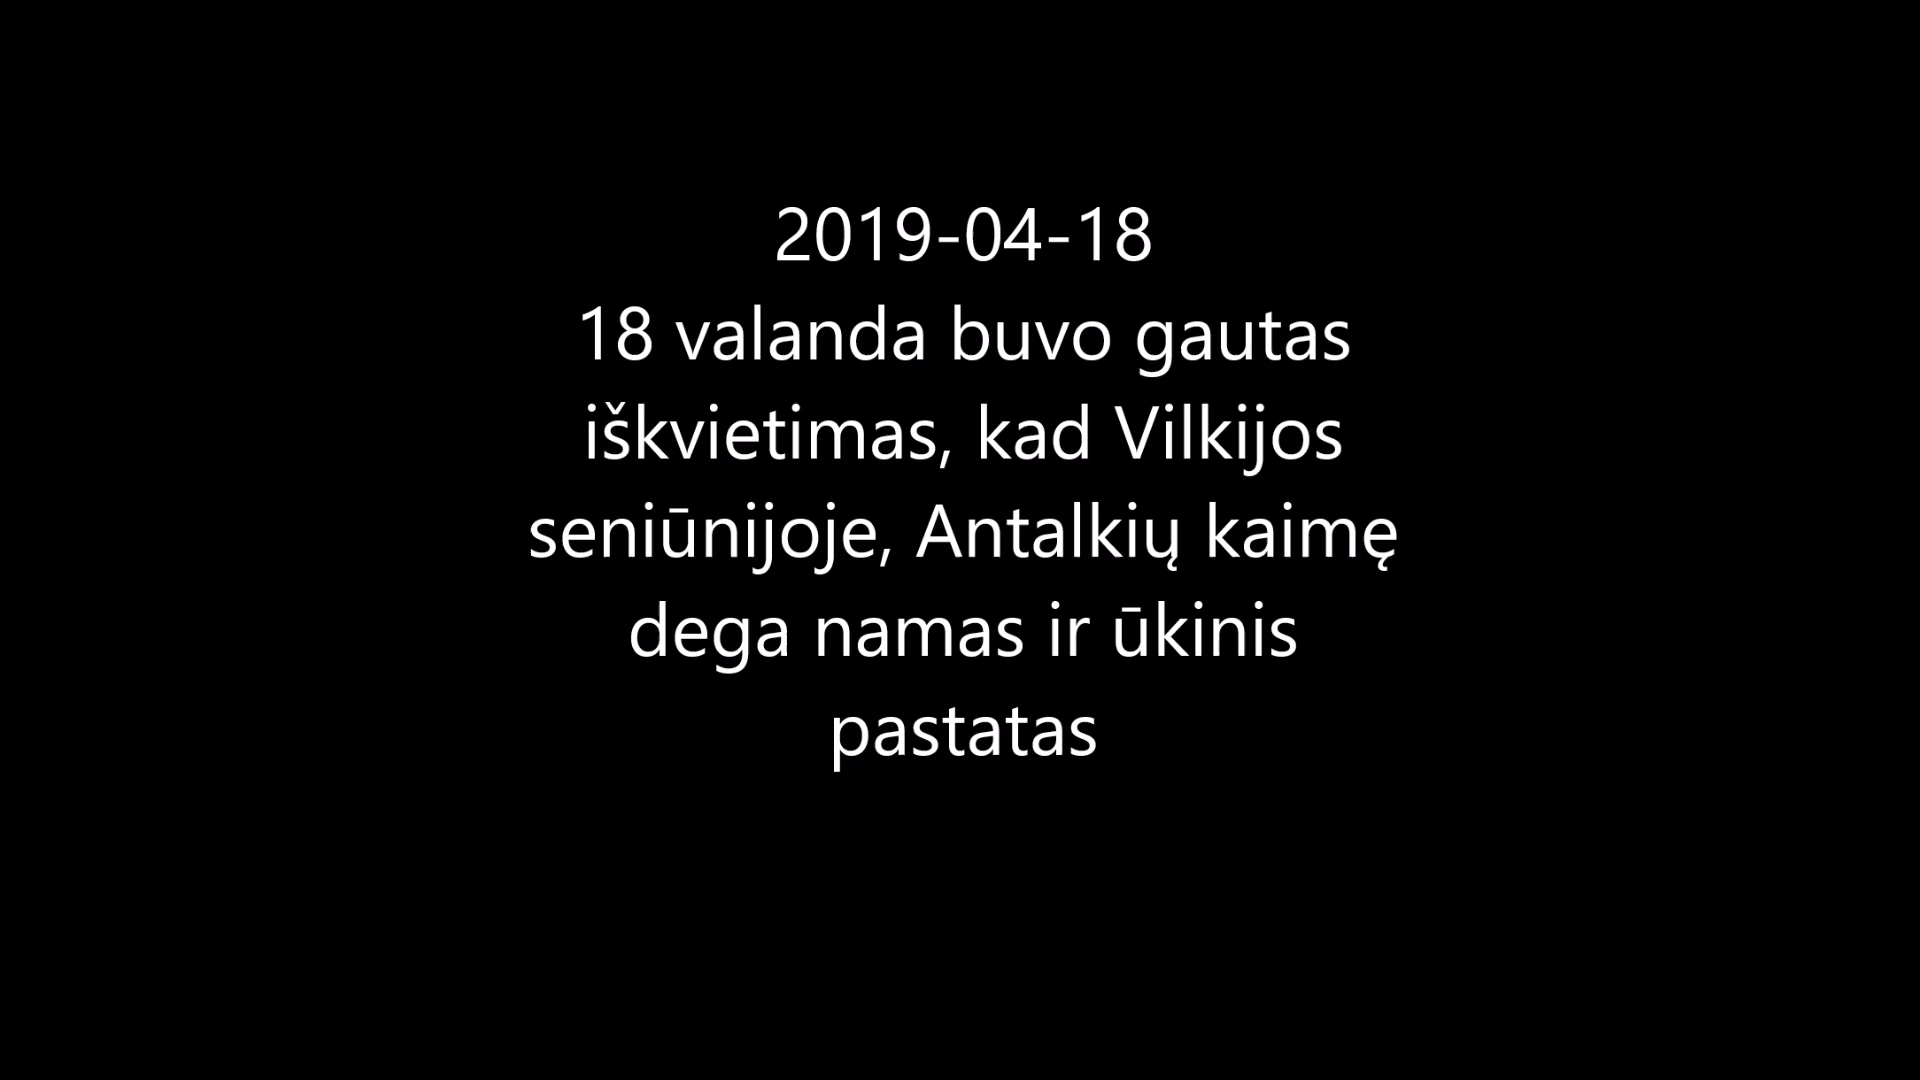 2019-04-18
18 valanda buvo gautas
iškvietimas, kad Vilkijos
seniūnijoje, Antalkių kaimę
dega namas ir ūkinis
pastatas